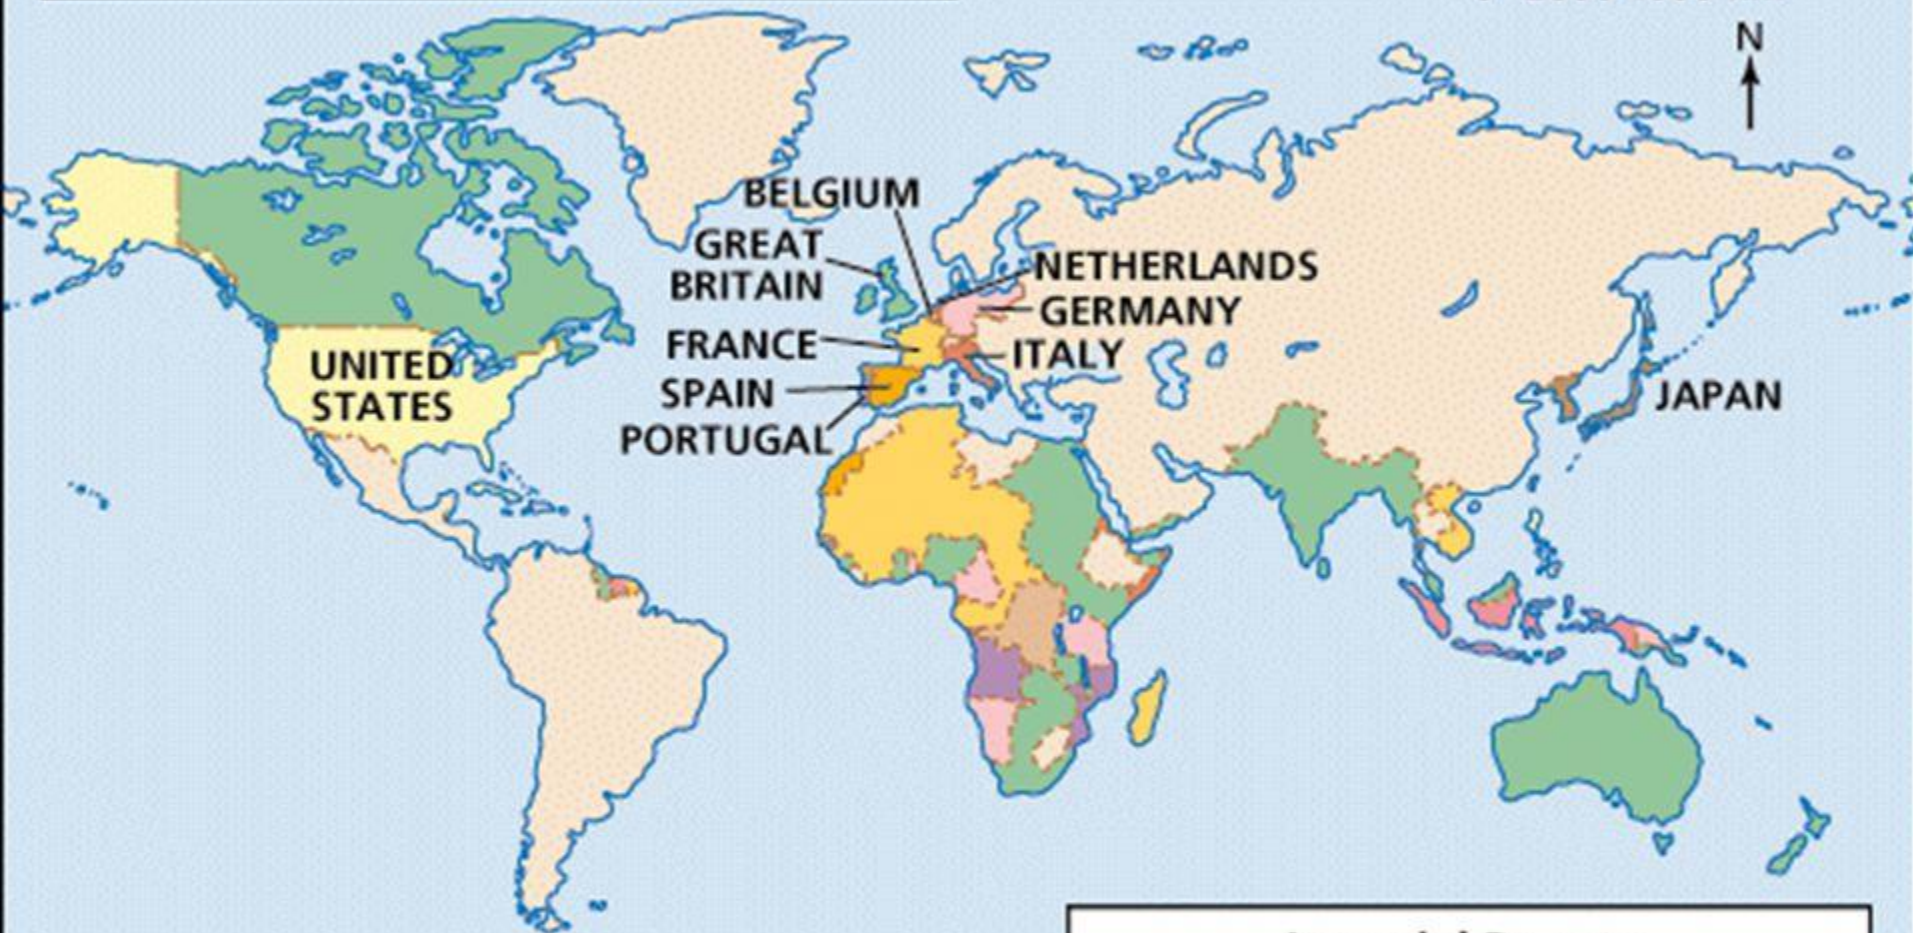 N
BELGIUM
GREAT
BRITAIN
NETHERLANDS
GERMANY
FRANCE
ITALY
UNITED
STATES
SPAIN
JAPAN
PORTUGAL